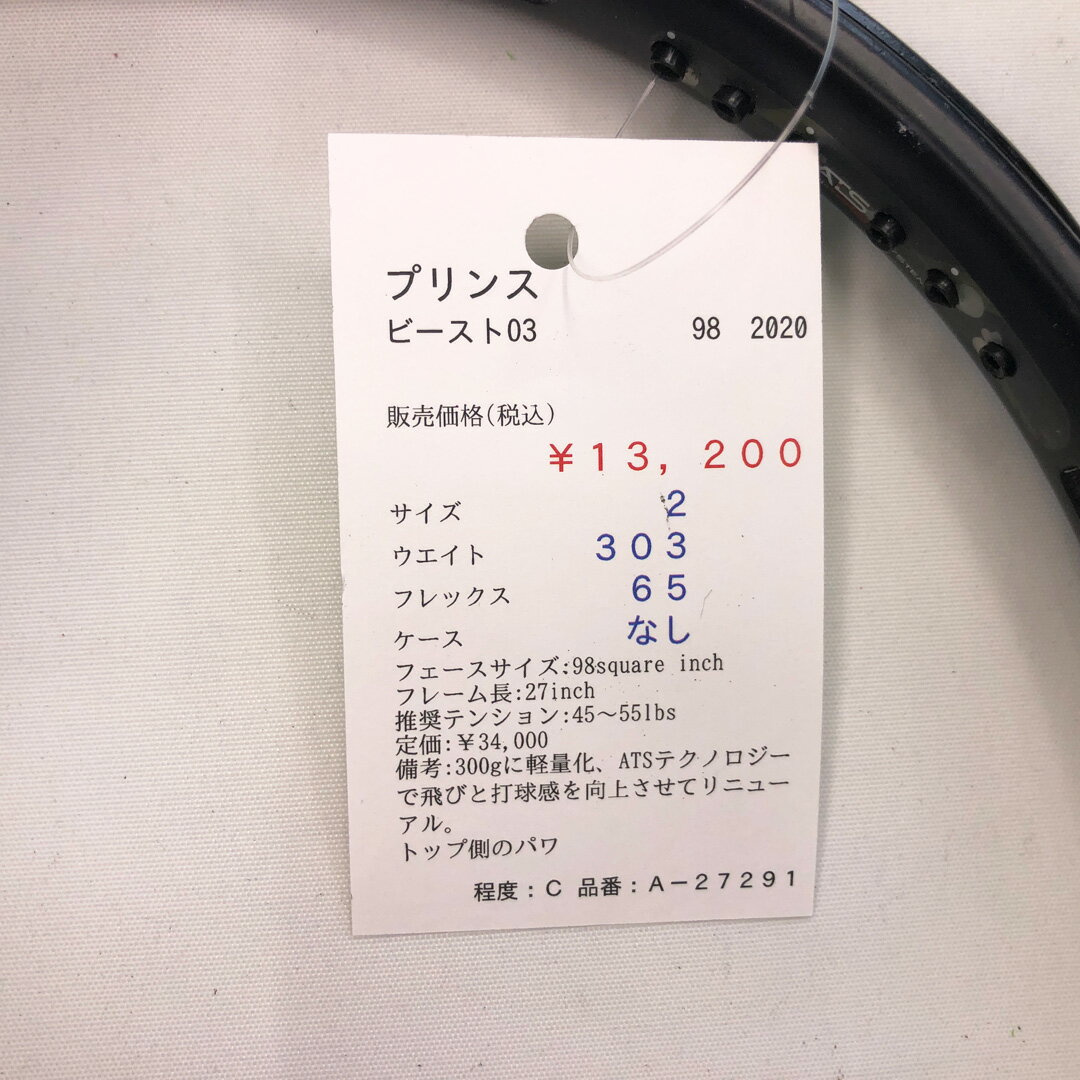 ATS
プリンス
ビースト03 98 2020
販売価格(税込)
¥13,200
サイズ 2
ウエイト 303
フレックス 65
ケース なし
フェースサイズ:98square inch
フレーム長:27inch
推奨テンション:45〜55lbs
定価:¥34,000
備考:300gに軽量化、ATSテクノロジー
で飛びと打球感を向上させてリニュー
アル。
トップ側のパワ
程度:C 品番:A−27291